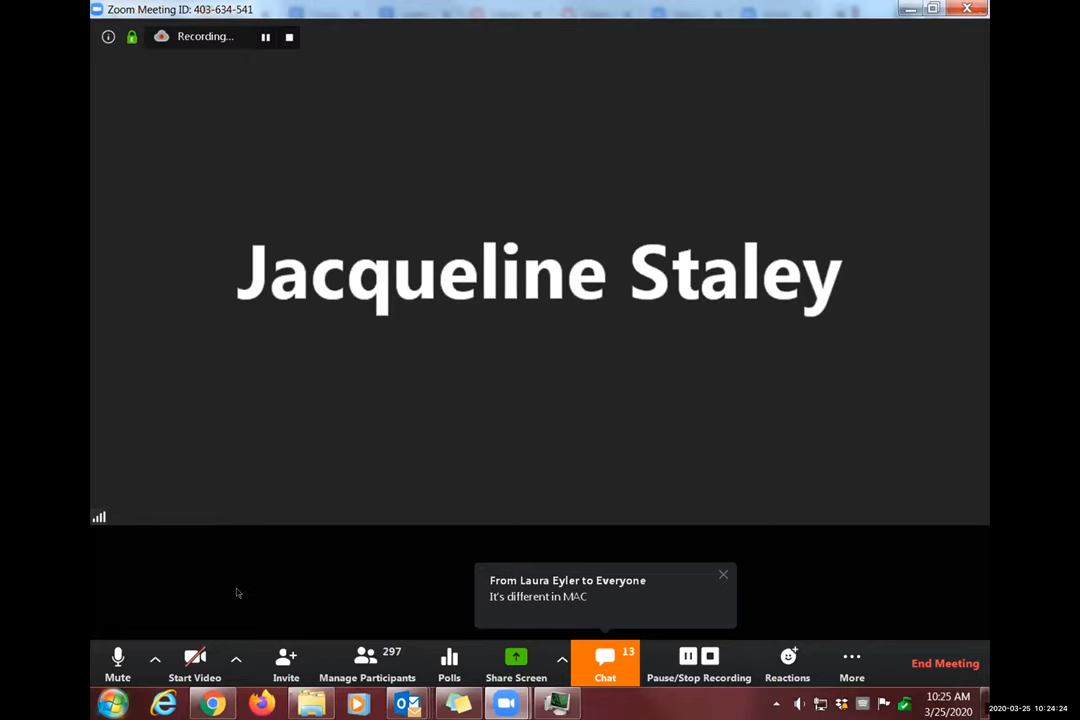 Zoom Meeting ID: 403-634-541
Recording...
Jacqueline Staley
From Laura Eyler to Everyone
It's different in MAC
297
13
Mute
Start Video
Invite
Manage Participants
Polls
Share Screen
Chat
Pause/Stop Recording
Reactions
More
End Meeting
10:25 AM
3/25/2020
2020-03-25 10:24:24